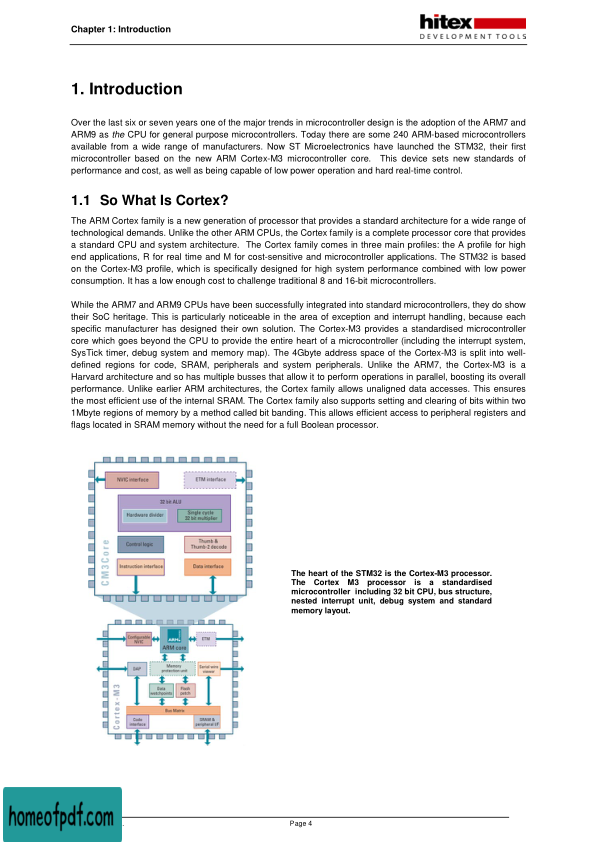 Chapter 1: Introduction
hitex
DEVELOPMENT TOOLS
1. Introduction
Over the last six or seven years one of the major trends in microcontroller design is the adoption of the ARM7 and
ARM9 as the CPU for general purpose microcontrollers. Today there are some 240 ARM-based microcontrollers
available from a wide range of manufacturers. Now ST Microelectronics have launched the STM32, their first
microcontroller based on the new ARM Cortex-M3 microcontroller core. This device sets new standards of
performance and cost, as well as being capable of low power operation and hard real-time control.
1.1 So What Is Cortex?
The ARM Cortex family is a new generation of processor that provides a standard architecture for a wide range of
technological demands. Unlike the other ARM CPUs, the Cortex family is a complete processor core that provides
a standard CPU and system architecture. The Cortex family comes in three main profiles: the A profile for high
end applications, R for real time and M for cost-sensitive and microcontroller applications. The STM32 is based
on the Cortex-M3 profile, which is specifically designed for high system performance combined with low power
consumption. It has a low enough cost to challenge traditional 8 and 16-bit microcontrollers.
While the ARM7 and ARM9 CPUs have been successfully integrated into standard microcontrollers, they do show
their SoC heritage. This is particularly noticeable in the area of exception and interrupt handling, because each
specific manufacturer has designed their own solution. The Cortex-M3 provides a standardised microcontroller
core which goes beyond the CPU to provide the entire heart of a microcontroller (including the interrupt system,
SysTick timer, debug system and memory map). The 4Gbyte address space of the Cortex-M3 is split into well-
defined regions for code, SRAM, peripherals and system peripherals. Unlike the ARM7, the Cortex-M3 is a
Harvard architecture and so has multiple busses that allow it to perform operations in parallel, boosting its overall
performance. Unlike earlier ARM architectures, the Cortex family allows unaligned data accesses. This ensures
the most efficient use of the internal SRAM. The Cortex family also supports setting and clearing of bits within two
1Mbyte regions of memory by a method called bit banding. This allows efficient access to peripheral registers and
flags located in SRAM memory without the need for a full Boolean processor.
NVIC interface
ETM interface
32 bit ALU
Hardware divider
Single cycle
32 bit multiplier
Control logic
Thumb &
Thumb-2 decode
Instruction interface
Data interface
CM3Core
The heart of the STM32 is the Cortex-M3 processor.
The Cortex M3 processor is a standardised
microcontroller including 32 bit CPU, bus structure,
nested interrupt unit, debug system and standard
memory layout.
Configurable
NVIC
ARM
ARM core
ETM
DAP
Memory
protection unit
Serial wire
viewer
Data
watchpoints
Flash
patch
Bus Matrix
Code
interface
SRAM &
peripheral I/F
Cortex-M3
homeofpdf.com
Page 4